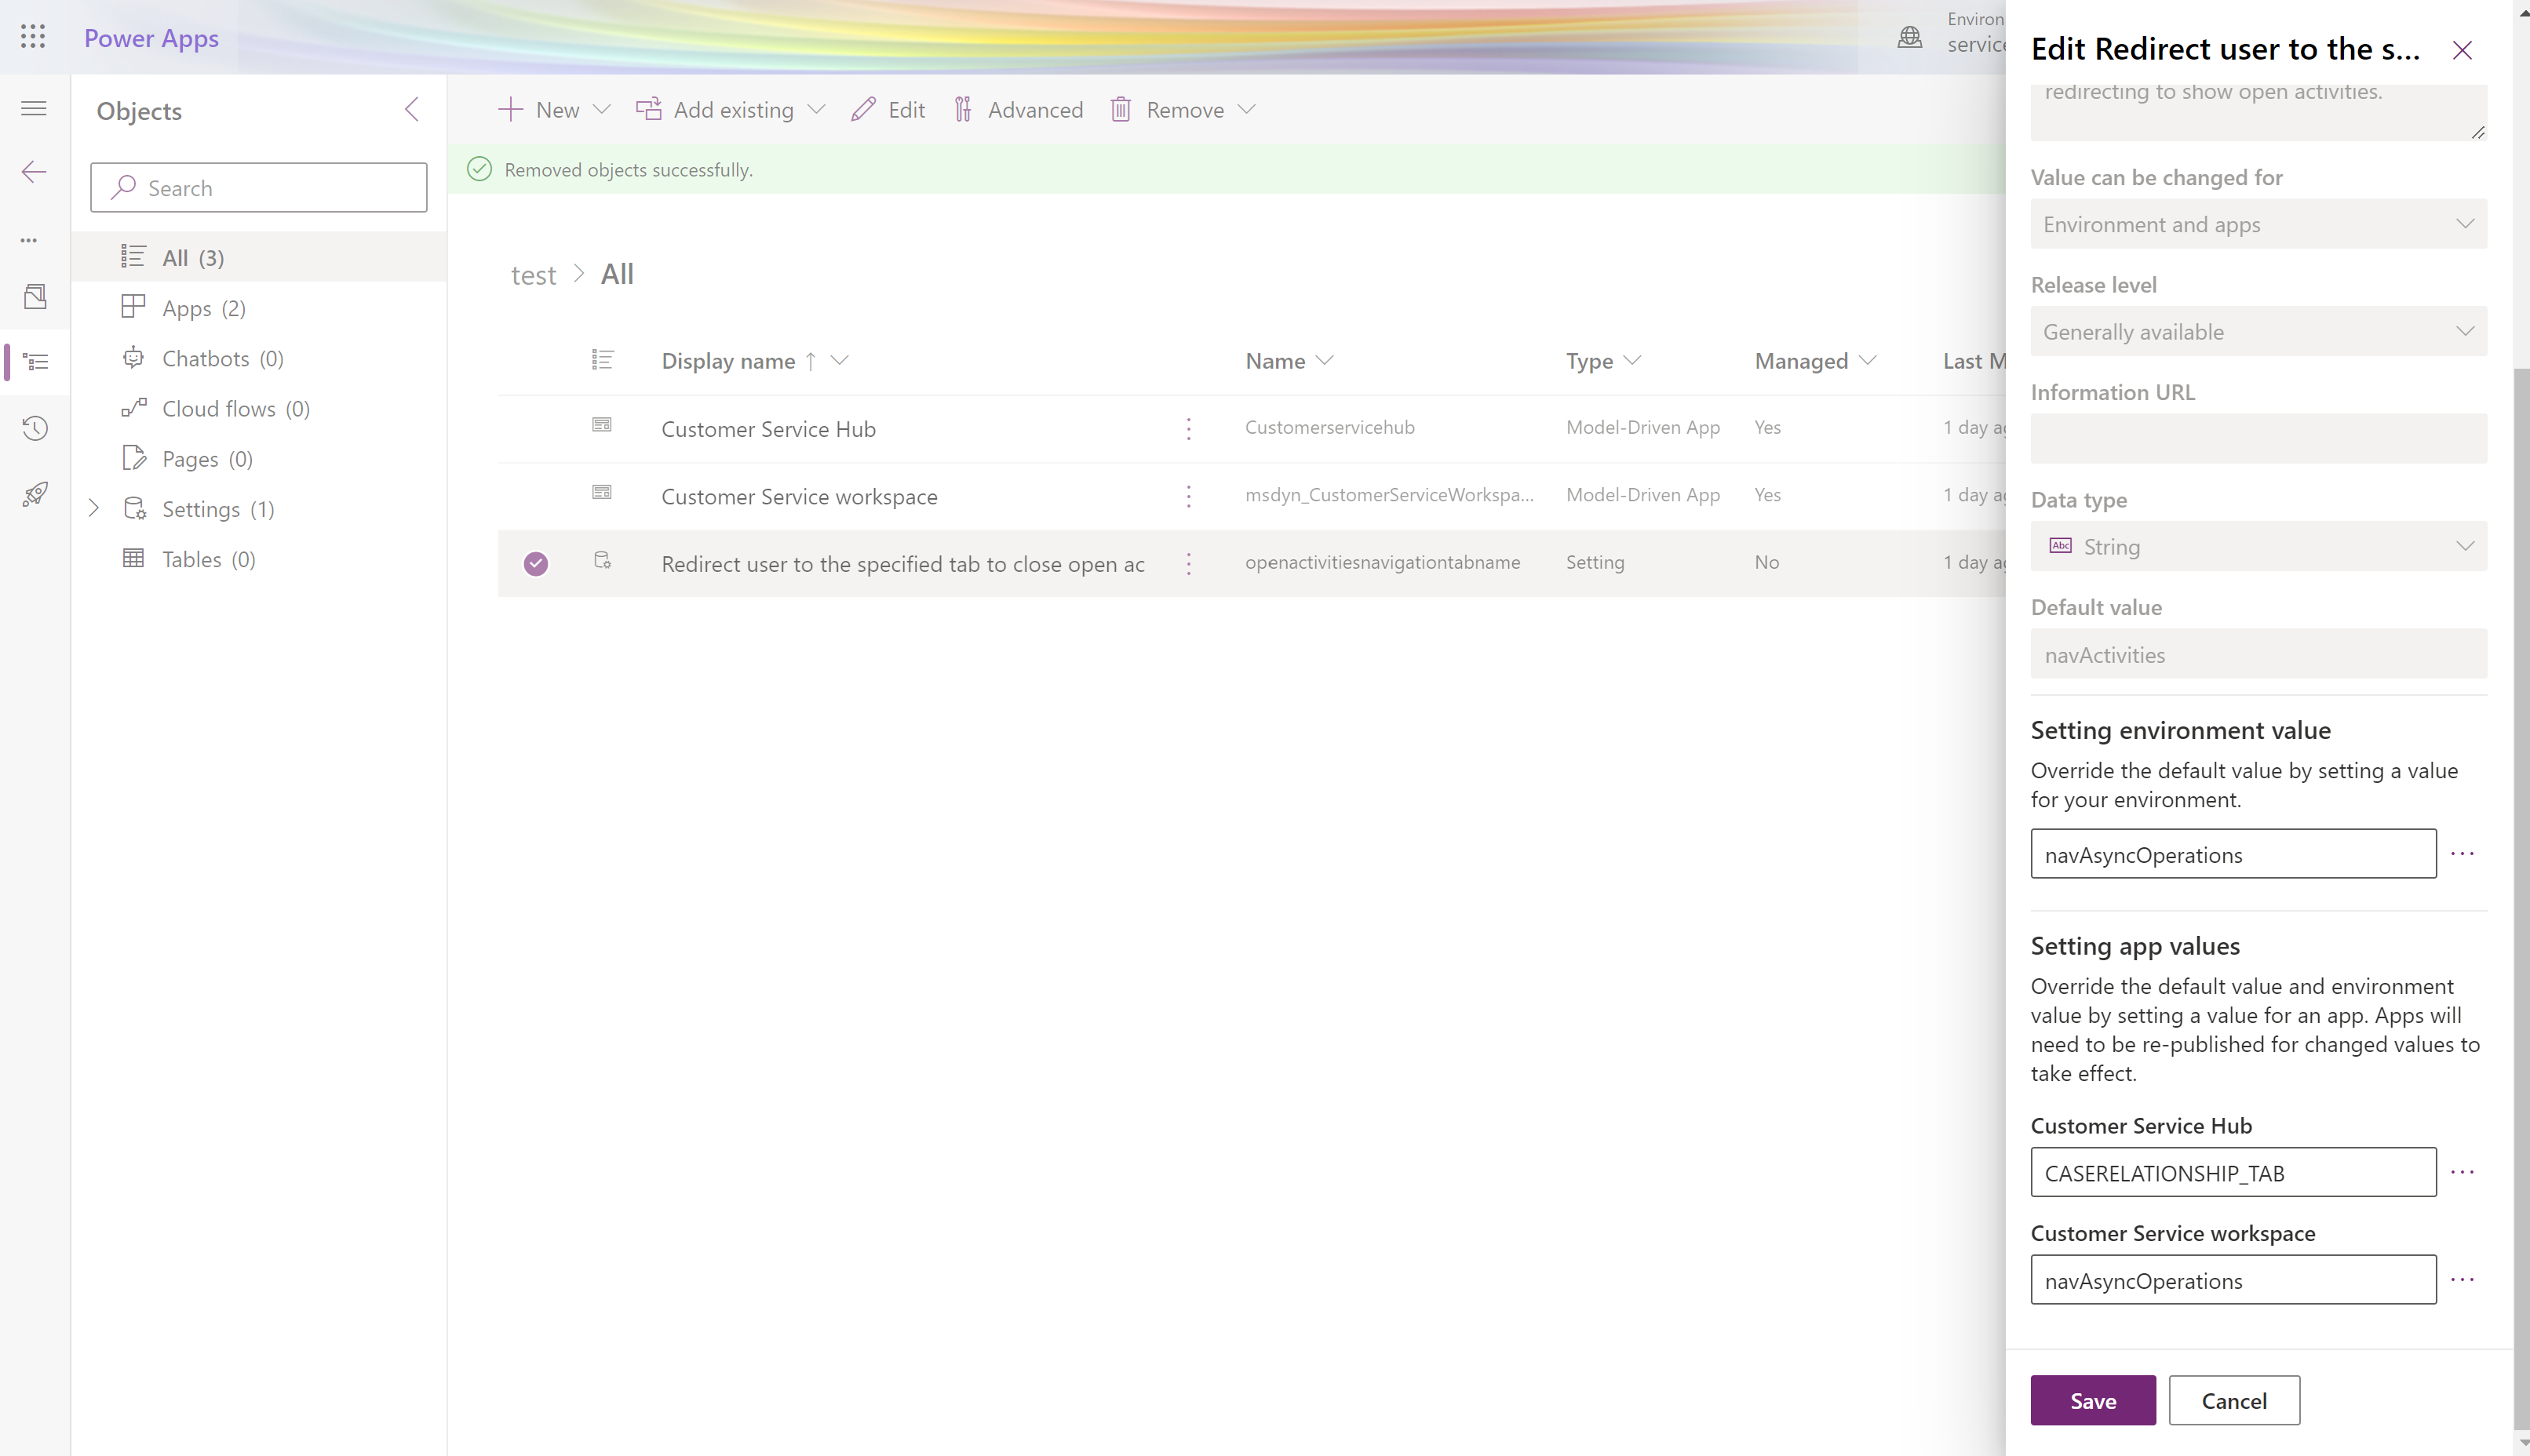 Power Apps
Environ
service
Objects
Search
All (3)
Apps (2)
Chatbots (0)
Cloud flows (0)
Pages (0)
Settings (1)
Tables (0)
New
Add existing
Edit
Advanced
Remove
Removed objects successfully.
test > All
Display name ↑ Name Type Managed Last M
Customer Service Hub Customerservicehub Model-Driven App Yes 1 day ag
Customer Service workspace msdyn_CustomerServiceWorkspa... Model-Driven App Yes 1 day ag
Redirect user to the specified tab to close open ac openactivitiesnavigationtabname Setting No 1 day ag
Edit Redirect user to the s...
redirecting to show open activities.
Value can be changed for
Environment and apps
Release level
Generally available
Information URL
Data type
Abc String
Default value
navActivities
Setting environment value
Override the default value by setting a value
for your environment.
navAsyncOperations
Setting app values
Override the default value and environment
value by setting a value for an app. Apps will
need to be re-published for changed values to
take effect.
Customer Service Hub
CASERELATIONSHIP_TAB
Customer Service workspace
navAsyncOperations
Save
Cancel